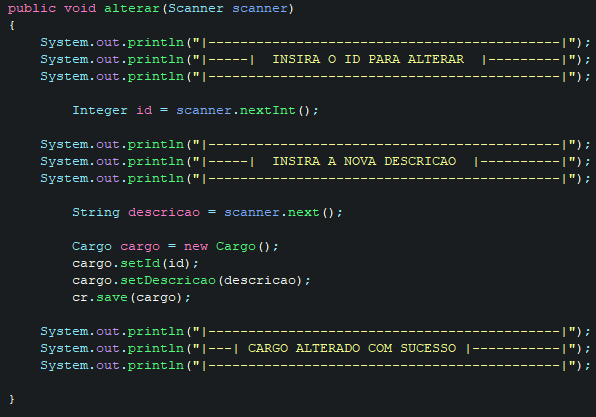 public void alterar(Scanner scanner)
{
    System.out.println("|--------------------------------------------|");
    System.out.println("|-----|  INSIRA O ID PARA ALTERAR  |---------|");
    System.out.println("|--------------------------------------------|");

        Integer id = scanner.nextInt();

    System.out.println("|--------------------------------------------|");
    System.out.println("|-----|  INSIRA A NOVA DESCRICAO  |----------|");
    System.out.println("|--------------------------------------------|");

        String descricao = scanner.next();

        Cargo cargo = new Cargo();
        cargo.setId(id);
        cargo.setDescricao(descricao);
        cr.save(cargo);

    System.out.println("|--------------------------------------------|");
    System.out.println("|---| CARGO ALTERADO COM SUCESSO |-----------|");
    System.out.println("|--------------------------------------------|");

}